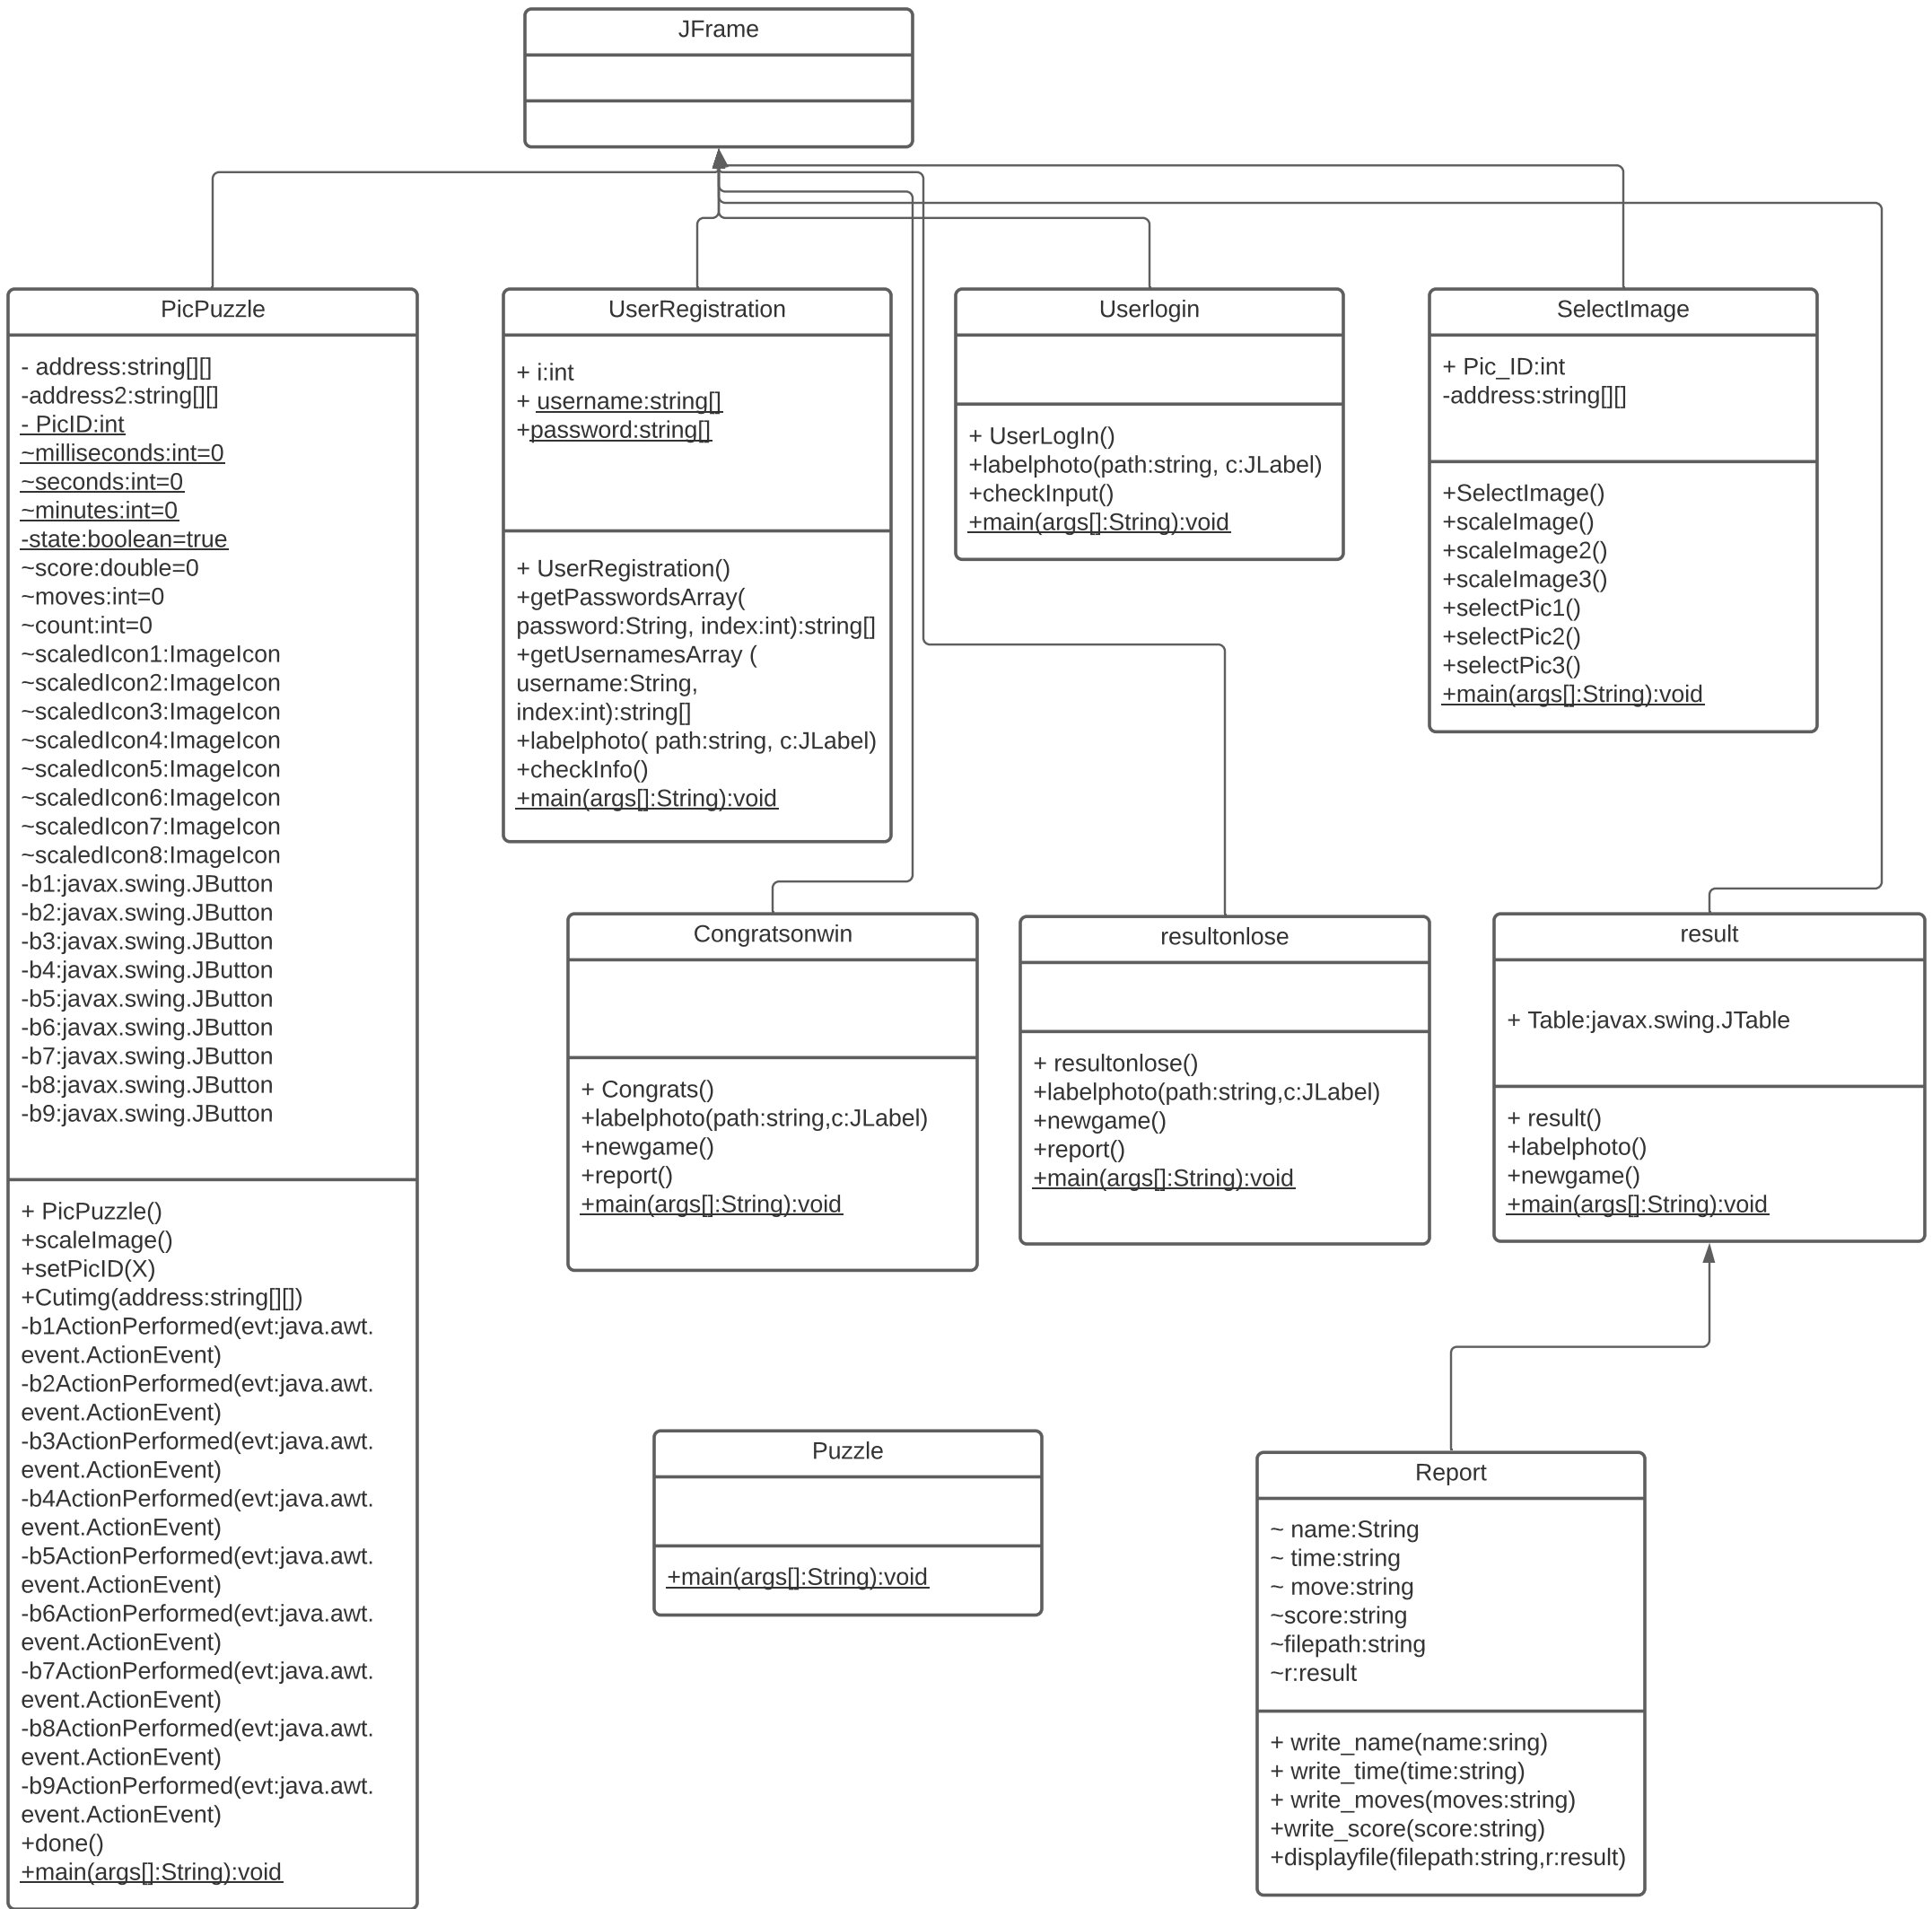 JFrame
PicPuzzle
- address:string[][]
-address2:string[][]
- PicID:int
~milliseconds:int=0
~seconds:int=0
~minutes:int=0
-state:boolean=true
~score:double=0
~moves:int=0
~count:int=0
~scaledIcon1:ImageIcon
~scaledIcon2:ImageIcon
~scaledIcon3:ImageIcon
~scaledIcon4:ImageIcon
~scaledIcon5:ImageIcon
~scaledIcon6:ImageIcon
~scaledIcon7:ImageIcon
~scaledIcon8:ImageIcon
-b1:javax.swing.JButton
-b2:javax.swing.JButton
-b3:javax.swing.JButton
-b4:javax.swing.JButton
-b5:javax.swing.JButton
-b6:javax.swing.JButton
-b7:javax.swing.JButton
-b8:javax.swing.JButton
-b9:javax.swing.JButton
+ PicPuzzle()
+scaleImage()
+setPicID(X)
+Cutimg(address:string[][])
-b1ActionPerformed(evt:java.awt.
event.ActionEvent)
-b2ActionPerformed(evt:java.awt.
event.ActionEvent)
-b3ActionPerformed(evt:java.awt.
event.ActionEvent)
-b4ActionPerformed(evt:java.awt.
event.ActionEvent)
-b5ActionPerformed(evt:java.awt.
event.ActionEvent)
-b6ActionPerformed(evt:java.awt.
event.ActionEvent)
-b7ActionPerformed(evt:java.awt.
event.ActionEvent)
-b8ActionPerformed(evt:java.awt.
event.ActionEvent)
-b9ActionPerformed(evt:java.awt.
event.ActionEvent)
+done()
+main(args[]:String):void
UserRegistration
+ i:int
+ username:string[]
+password:string[]
+ UserRegistration()
+getPasswordsArray(
password:String, index:int):string[]
+getUsernamesArray (
username:String,
index:int):string[]
+labelphoto( path:string, c:JLabel)
+checkInfo()
+main(args[]:String):void
Userlogin
+ UserLogIn()
+labelphoto(path:string, c:JLabel)
+checkInput()
+main(args[]:String):void
SelectImage
+ Pic_ID:int
-address:string[][]
+SelectImage()
+scaleImage()
+scaleImage2()
+scaleImage3()
+selectPic1()
+selectPic2()
+selectPic3()
+main(args[]:String):void
Congratsonwin
+ Congrats()
+labelphoto(path:string,c:JLabel)
+newgame()
+report()
+main(args[]:String):void
resultonlose
+ resultonlose()
+labelphoto(path:string,c:JLabel)
+newgame()
+report()
+main(args[]:String):void
result
+ Table:javax.swing.JTable
+ result()
+labelphoto()
+newgame()
+main(args[]:String):void
Puzzle
+main(args[]:String):void
Report
~ name:String
~ time:string
~ move:string
~score:string
~filepath:string
~r:result
+ write_name(name:sring)
+ write_time(time:string)
+ write_moves(moves:string)
+write_score(score:string)
+displayfile(filepath:string,r:result)